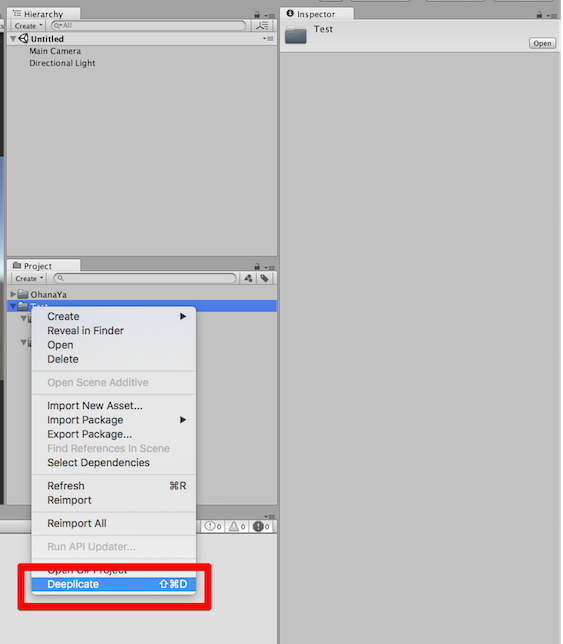 Hierarchy
Create
All
Untitled
Main Camera
Directional Light
Project
Create
OhanaYa
Test
Create
Reveal in Finder
Open
Delete
Open Scene Additive
Import New Asset...
Import Package
Export Package...
Find References In Scene
Select Dependencies
Refresh ⌘R
Reimport
Reimport All
Run API Updater...
Open C# Project
Deeplicate ⇧⌘D
0
0
0
Inspector
Test
Open